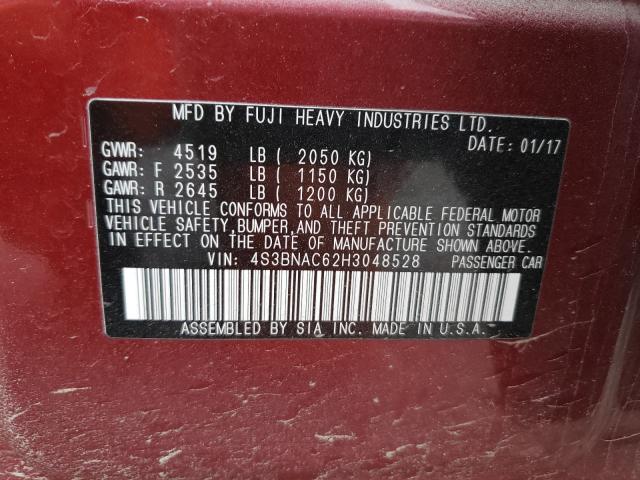 MFD BY FUJI HEAVY INDUSTRIES LTD.
DATE: 01/17
GVWR: 4519 LB ( 2050 KG)
GAWR: F 2535 LB ( 1150 KG)
GAWR: R 2645 LB ( 1200 KG)
THIS VEHICLE CONFORMS TO ALL APPLICABLE FEDERAL MOTOR
VEHICLE SAFETY, BUMPER, AND THEFT PREVENTION STANDARDS
IN EFFECT ON THE DATE OF MANUFACTURE SHOWN ABOVE.
VIN: 4S3BNAC62H3048528 PASSENGER CAR
ASSEMBLED BY SIA INC. MADE IN U.S.A.